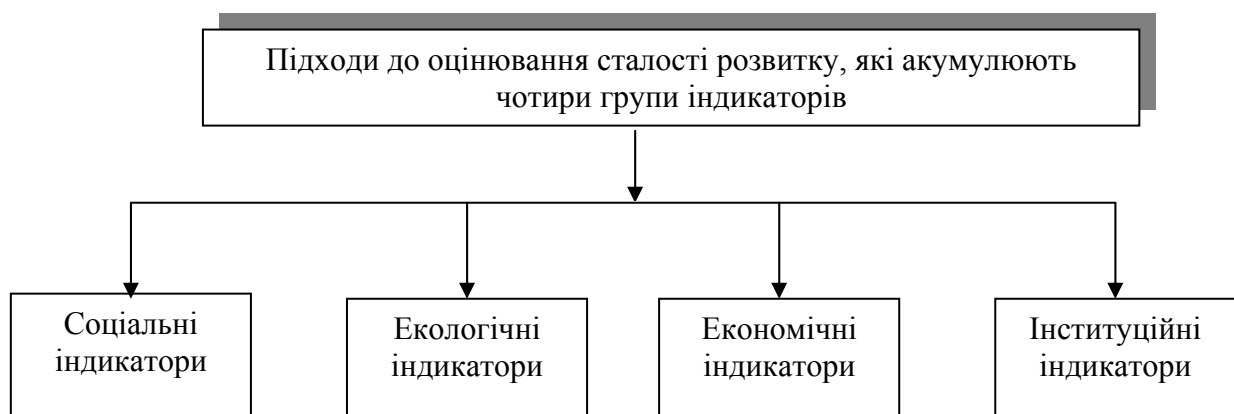 Підходи до оцінювання сталості розвитку, які акумулюють
чотири групи індикаторів
Соціальні
індикатори
Екологічні
індикатори
Економічні
індикатори
Інституційні
індикатори